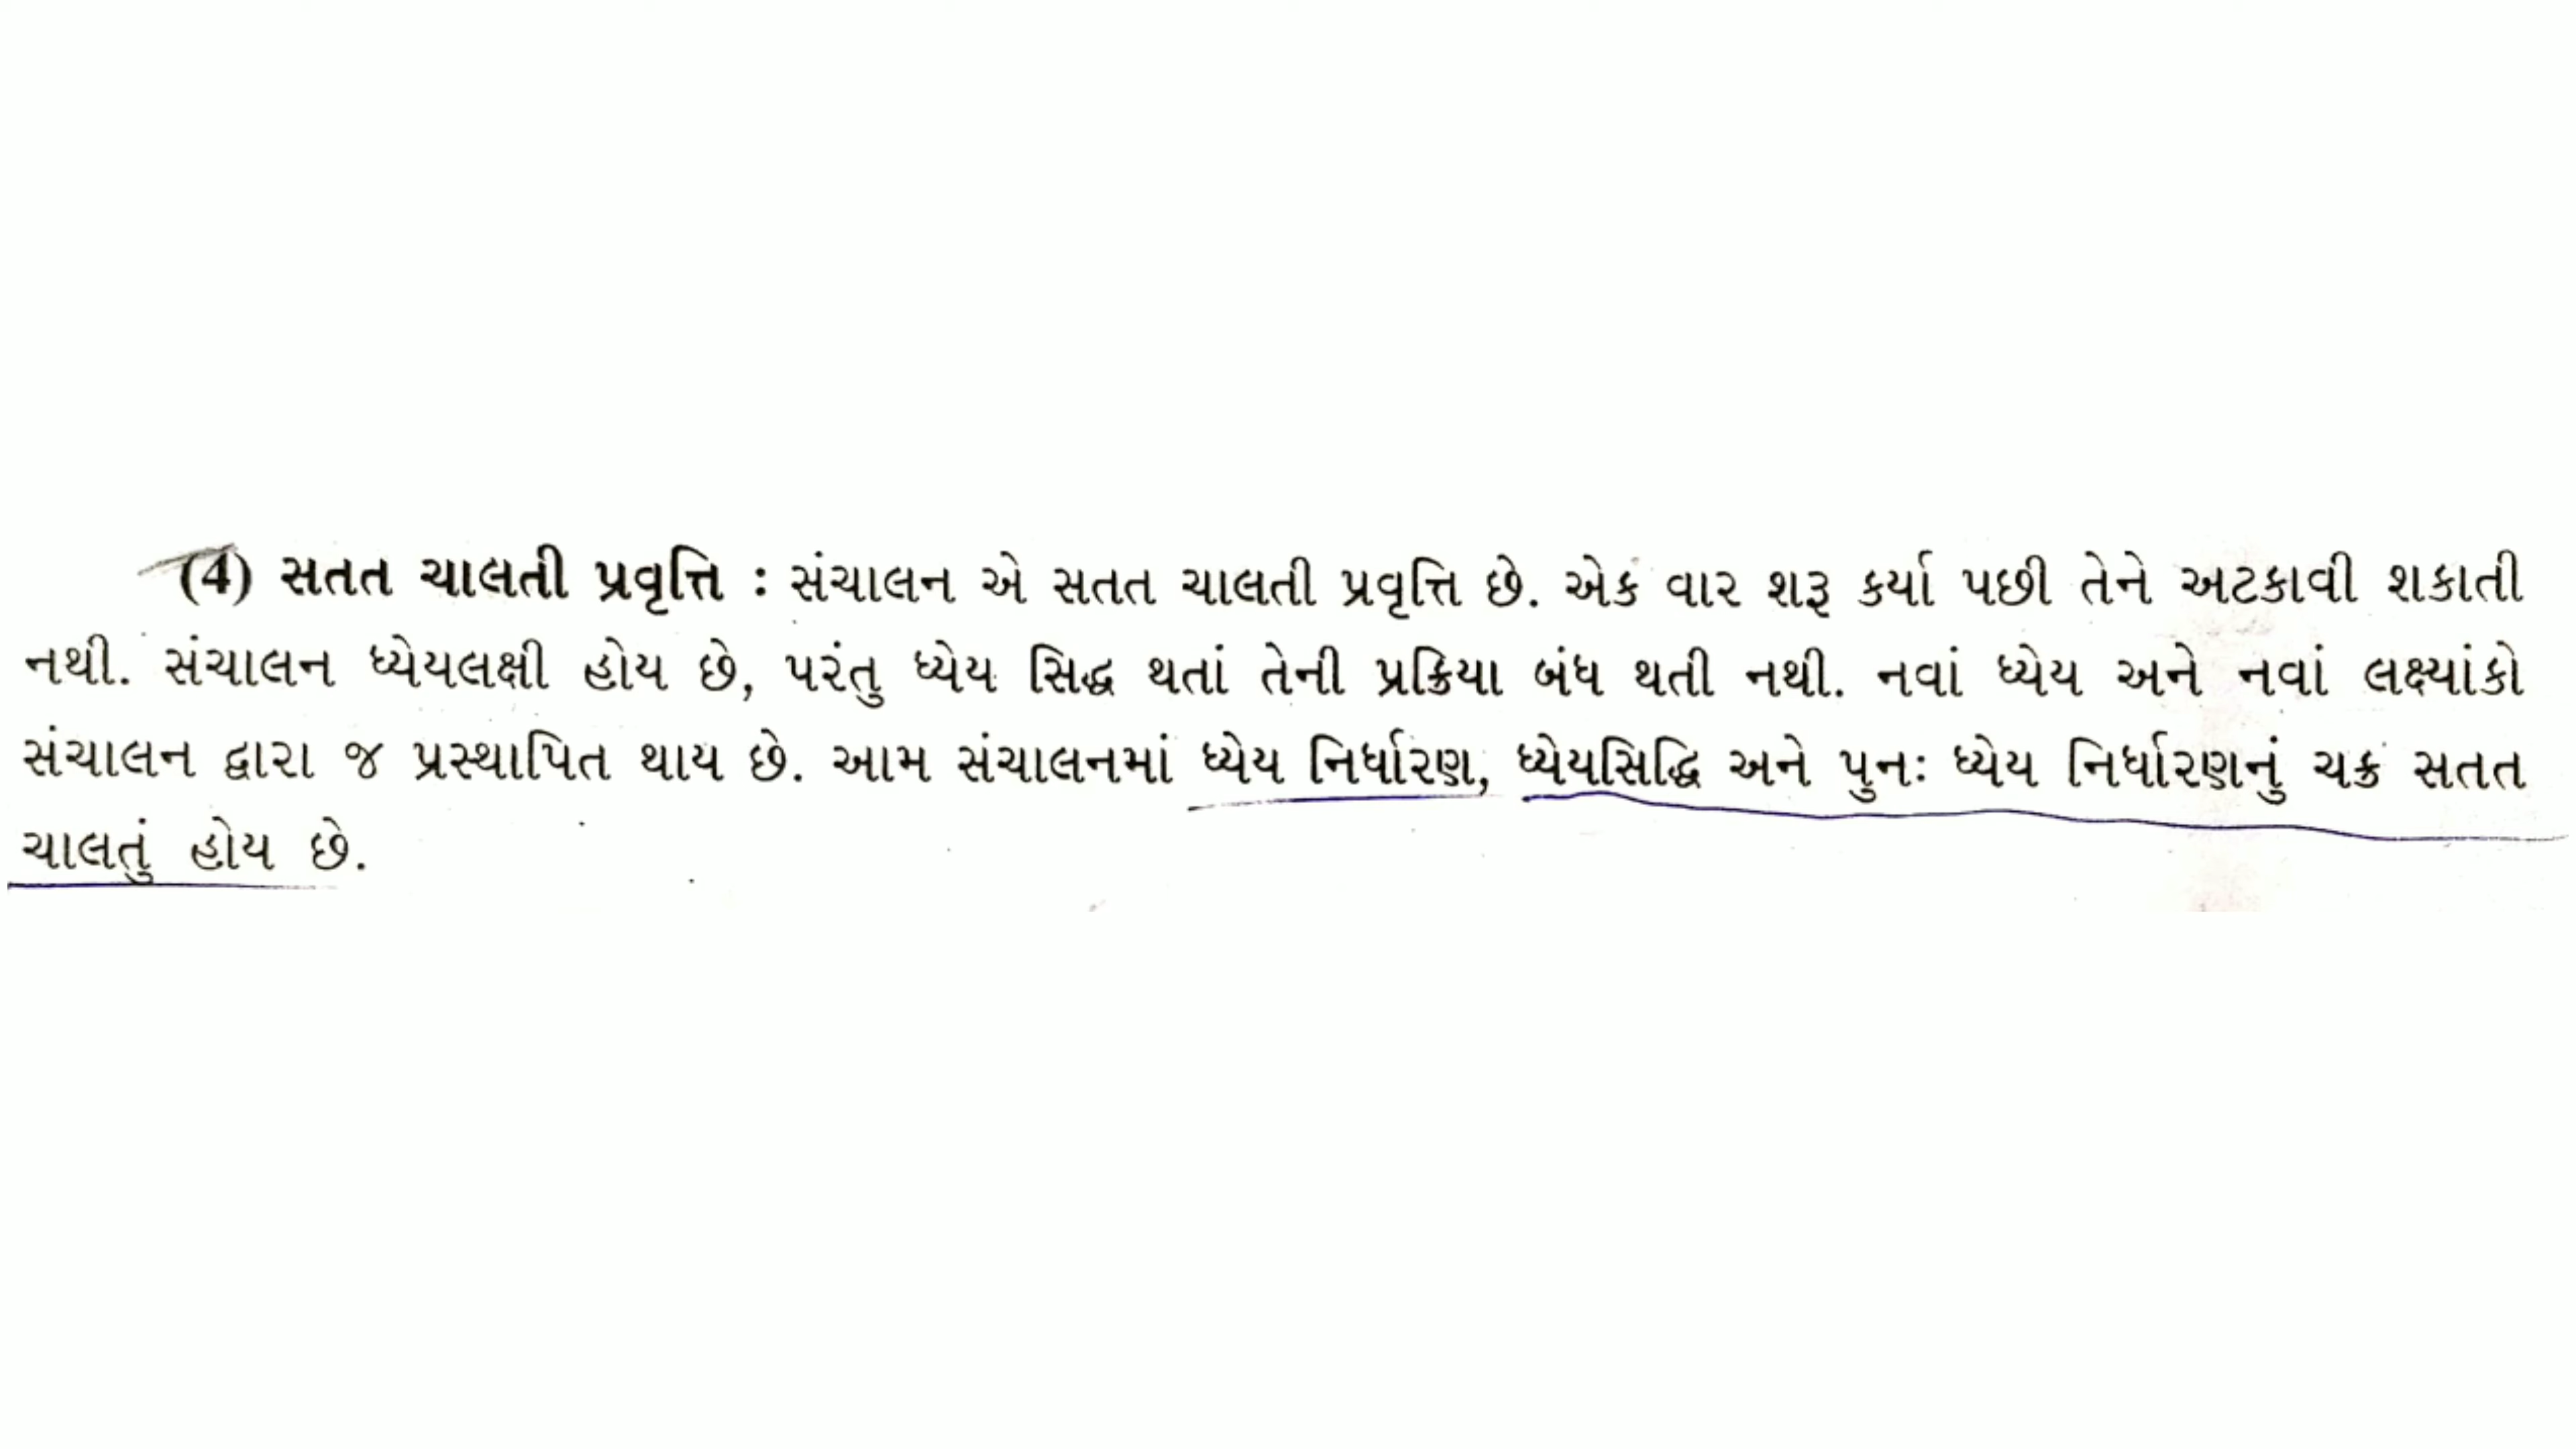 (4) સતત ચાલતી પ્રવૃત્તિ : સંચાલન એ સતત ચાલતી પ્રવૃત્તિ છે. એક વાર શરૂ કર્યા પછી તેને અટકાવી શકાતી
નથી. સંચાલન ધ્યેયલક્ષી હોય છે, પરંતુ ધ્યેય સિદ્ધ થતાં તેની પ્રક્રિયા બંધ થતી નથી. નવાં ધ્યેય અને નવાં લક્ષ્યાંકો
સંચાલન દ્વારા જ પ્રસ્થાપિત થાય છે. આમ સંચાલનમાં ધ્યેય નિર્ધારણ, ધ્યેયસિદ્ધિ અને પુનઃ ધ્યેય નિર્ધારણનું ચક્ર સતત
ચાલતું હોય છે.